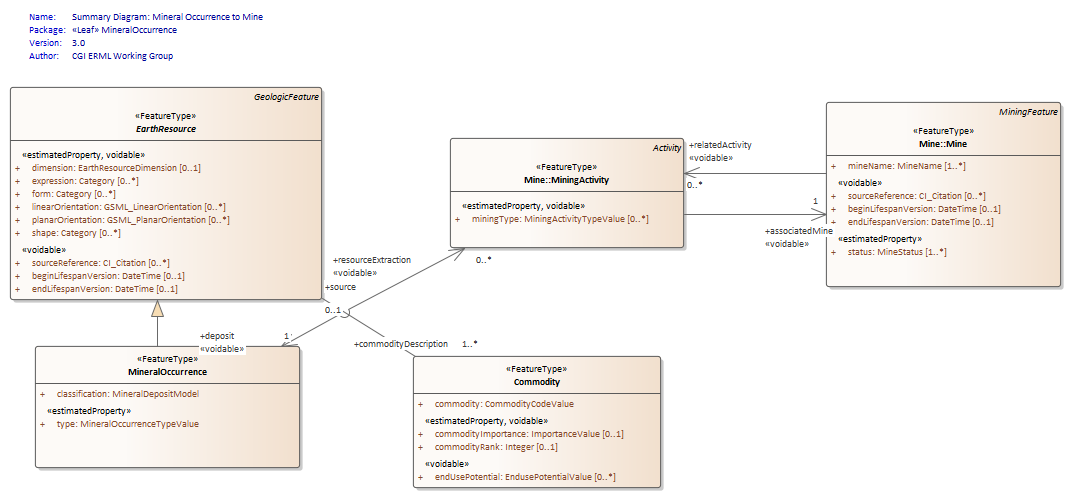 Name: Summary Diagram: Mineral Occurrence to Mine
Package: «Leaf» MineralOccurrence
Version: 3.0
Author: CGI ERML Working Group
GeologicFeature
«FeatureType»
EarthResource
«estimatedProperty, voidable»
+ dimension: EarthResourceDimension [0..1]
+ expression: Category [0..*]
+ form: Category [0..*]
+ linearOrientation: GSML_LinearOrientation [0..*]
+ planarOrientation: GSML_PlanarOrientation [0..*]
+ shape: Category [0..*]
«voidable»
+ sourceReference: CI_Citation [0..*]
+ beginLifespanVersion: DateTime [0..1]
+ endLifespanVersion: DateTime [0..1]
Activity
«FeatureType»
Mine::MiningActivity
«estimatedProperty, voidable»
+ miningType: MiningActivityTypeValue [0..*]
+relatedActivity
«voidable»
0..*
1
+associatedMine
«voidable»
MiningFeature
«FeatureType»
Mine::Mine
+ mineName: MineName [1..*]
«voidable»
+ sourceReference: CI_Citation [0..*]
+ beginLifespanVersion: DateTime [0..1]
+ endLifespanVersion: DateTime [0..1]
«estimatedProperty»
+ status: MineStatus [1..*]
+resourceExtraction
«voidable»
0..*
+source
0..1
+deposit
«voidable»
1
+commodityDescription 1..*
«FeatureType»
MineralOccurrence
+ classification: MineralDepositModel
«estimatedProperty»
+ type: MineralOccurrenceTypeValue
«FeatureType»
Commodity
+ commodity: CommodityCodeValue
«estimatedProperty, voidable»
+ commodityImportance: ImportanceValue [0..1]
+ commodityRank: Integer [0..1]
«voidable»
+ endUsePotential: EndusePotentialValue [0..*]